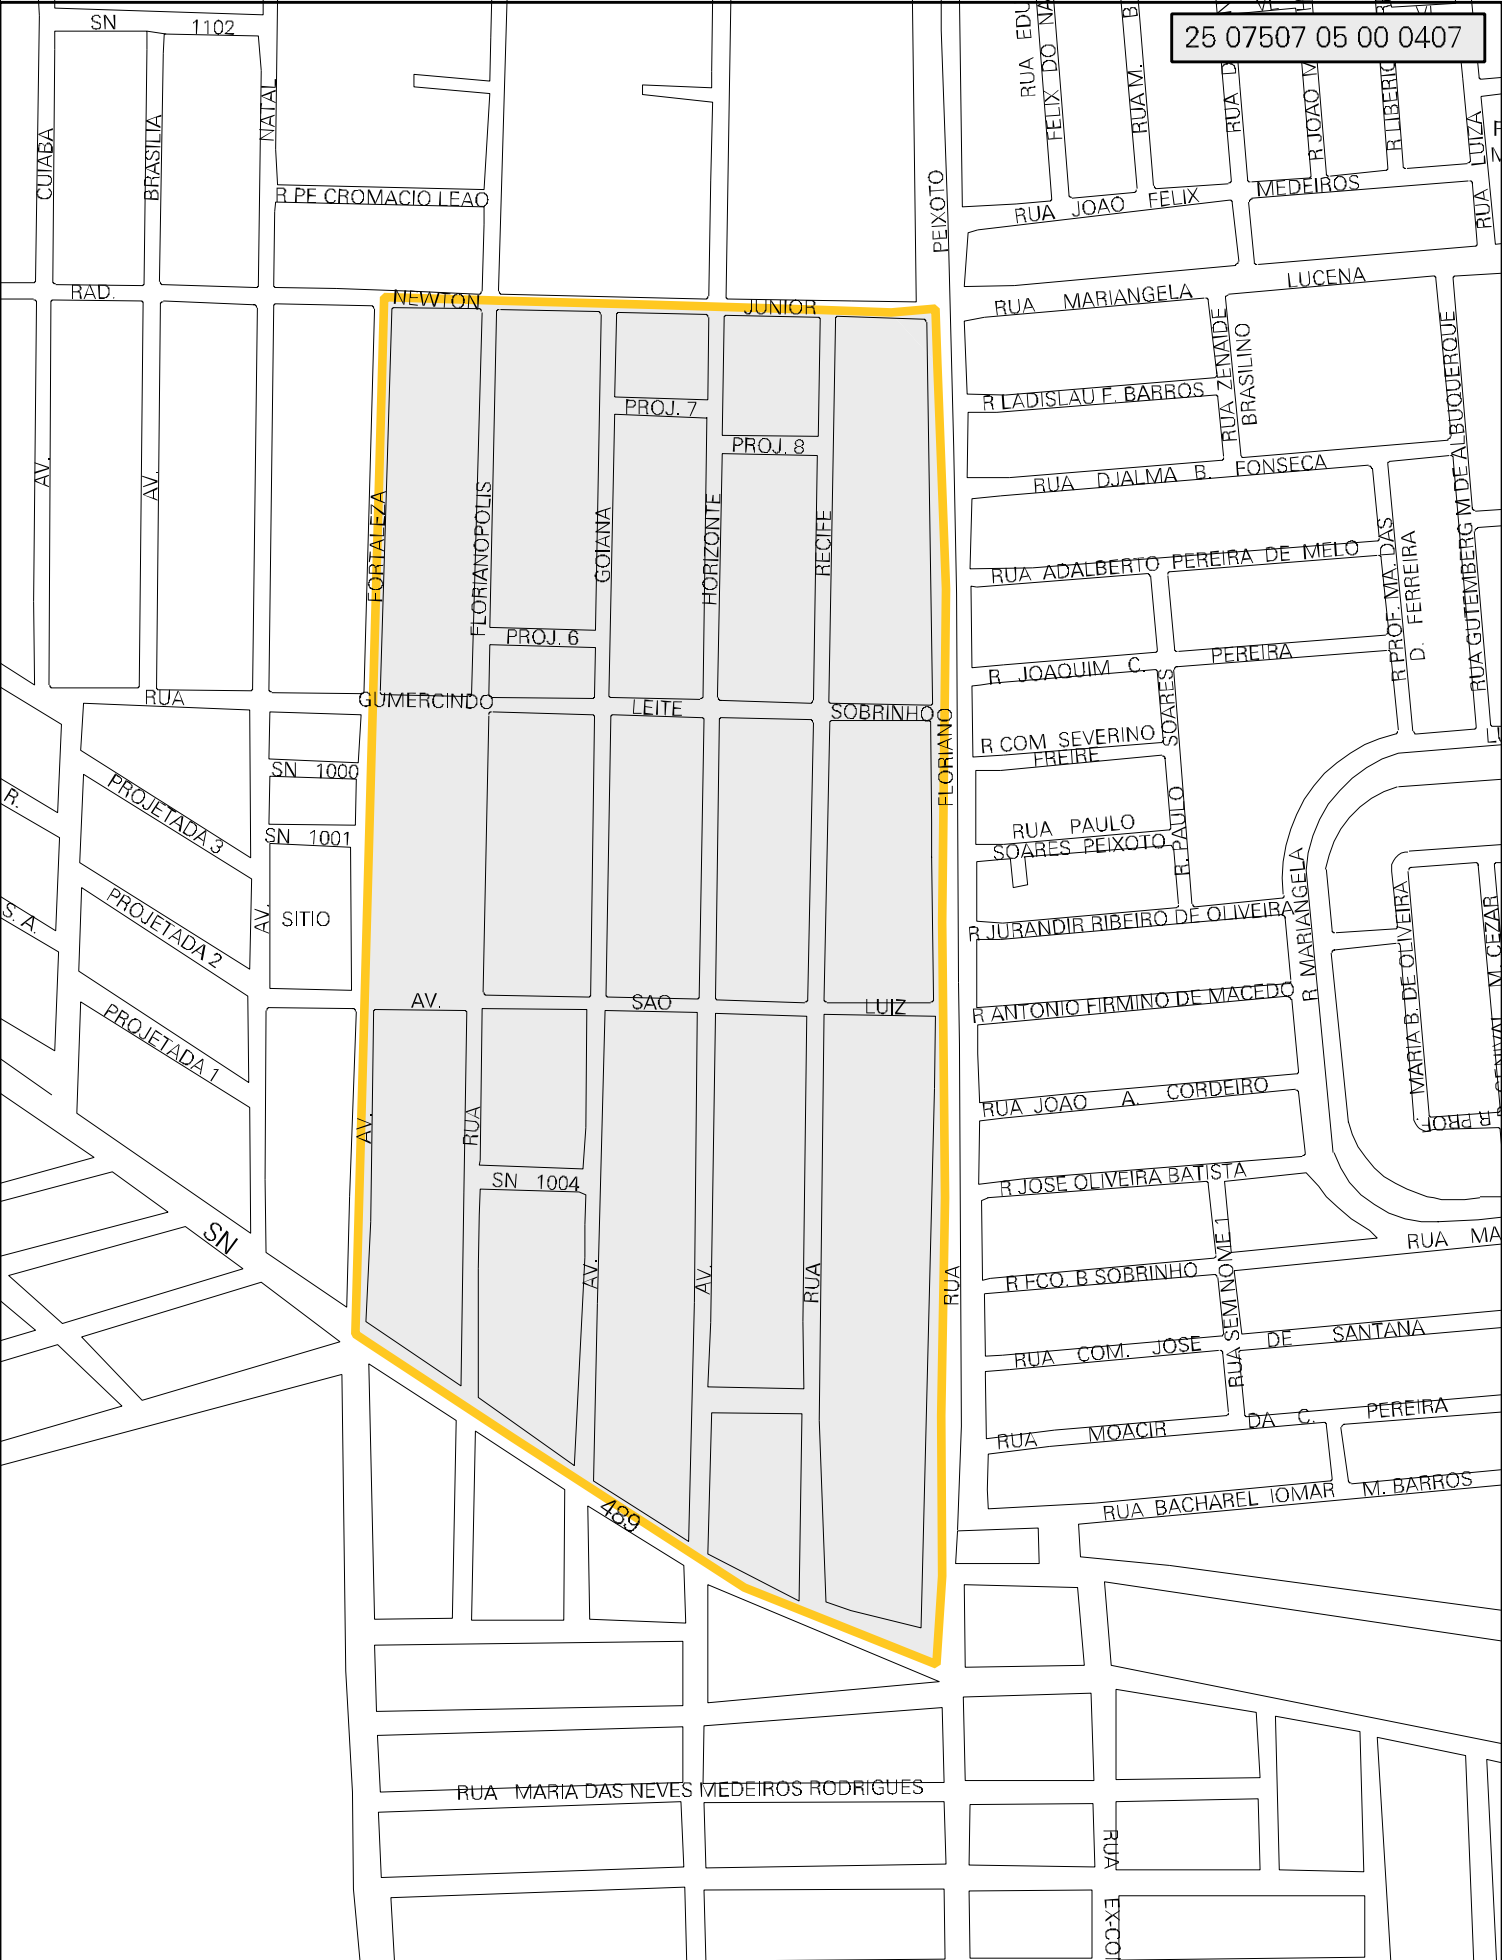 25 07507 05 00 0407
SN 1102
CUIABA
BRASILIA
NATAL
R PE CROMACIO LEAO
PEIXOTO
FELIX DO
RUA M.
RUA
R JOAO
LUIZA
RUA
RUA JOAO FELIX MEDEIROS
RAD. NEWTON JUNIOR
RUA MARIANGELA LUCENA
R LADISLAU F. BARROS
RUA ZENAIDE
BRASILINO
RUA GUTEMBERG M DE ALBUQUERQUE
PROJ. 7
PROJ. 8
AV.
AV.
FORTALEZA
FLORIANOPOLIS
GOIANA
HORIZONTE
RECIFE
RUA DJALMA B. FONSECA
RUA ADALBERTO PEREIRA DE MELO
R PROF. MA. DAS
D. FERREIRA
PROJ. 6
R JOAQUIM C. PEREIRA
RUA GUMERCINDO LEITE SOBRINHO
FLORIANO
R COM SEVERINO
FREIRE
R. PAULO SOARES
SN 1000
SN 1001
R.
PROJETADA 3
RUA PAULO
SOARES PEIXOTO
S. A.
PROJETADA 2
AV.
SITIO
R JURANDIR RIBEIRO DE OLIVEIRA
R MARIANGELA
MARIA B. DE OLIVEIRA
M. CEZAR
AV. SAO LUIZ
R ANTONIO FIRMINO DE MACEDO
PROJETADA 1
RUA JOAO A. CORDEIRO
R PROF.
AV.
RUA
SN 1004
R JOSE OLIVEIRA BATISTA
SN
RUA SEM NOME 1
RUA
AV.
AV.
RUA
RUA
R FCO. B SOBRINHO
RUA COM. JOSE DE SANTANA
RUA MOACIR DA C. PEREIRA
RUA BACHAREL IOMAR M. BARROS
489
RUA MARIA DAS NEVES MEDEIROS RODRIGUES
RUA